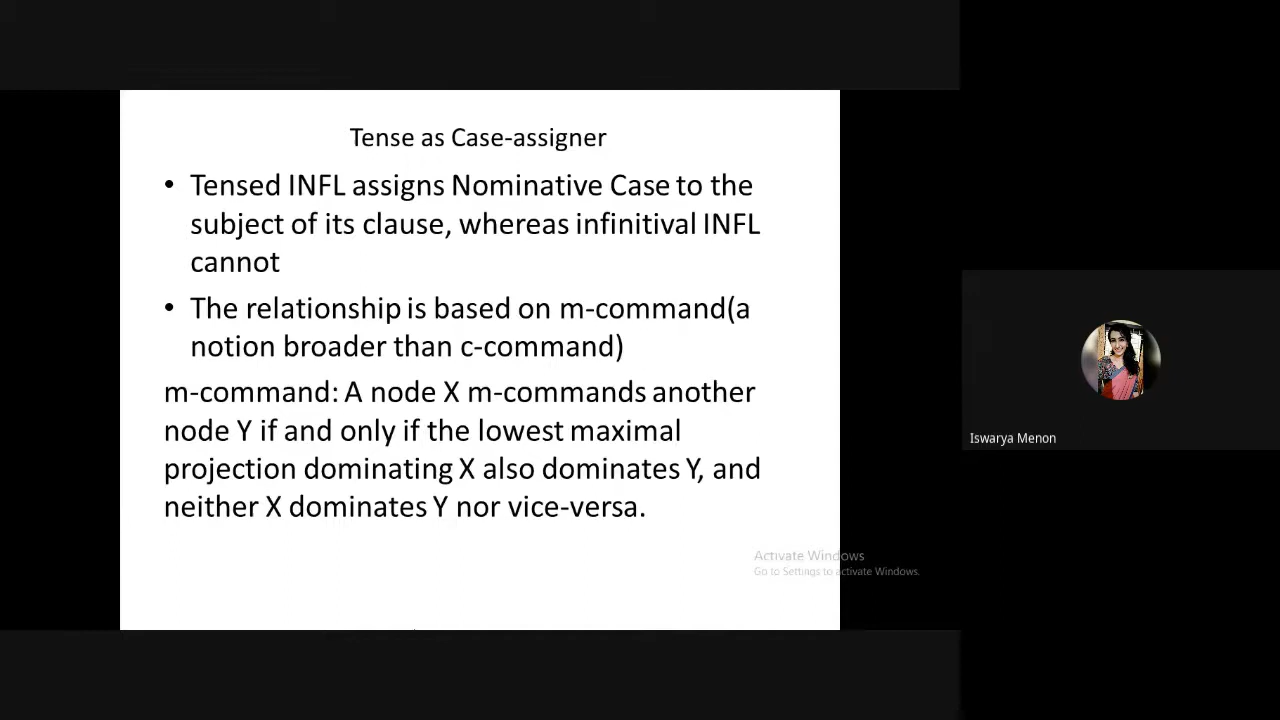 Tense as Case-assigner
• Tensed INFL assigns Nominative Case to the
subject of its clause, whereas infinitival INFL
cannot
• The relationship is based on m-command(a
notion broader than c-command)
m-command: A node X m-commands another
node Y if and only if the lowest maximal
projection dominating X also dominates Y, and
neither X dominates Y nor vice-versa.
Activate Windows
Go to Settings to activate Windows.
Iswarya Menon